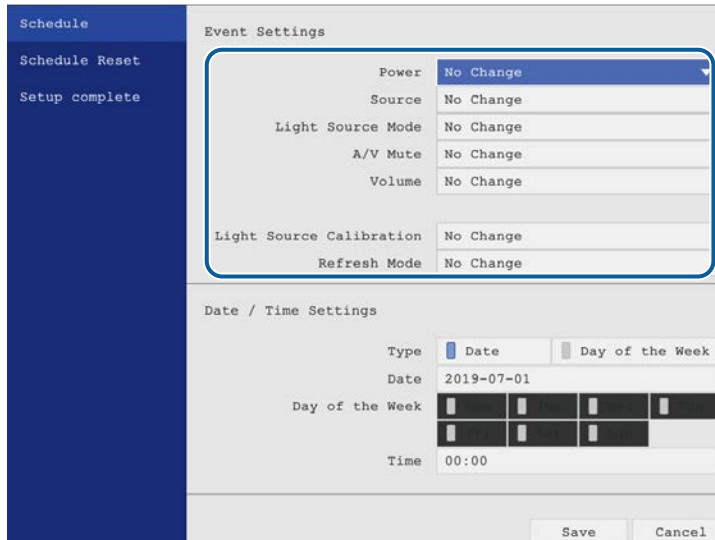 Schedule
Schedule Reset
Setup complete
Event Settings
Power No Change
Source No Change
Light Source Mode No Change
A/V Mute No Change
Volume No Change
Light Source Calibration No Change
Refresh Mode No Change
Date / Time Settings
Type Date Day of the Week
Date 2019-07-01
Day of the Week
Time 00:00
Save Cancel